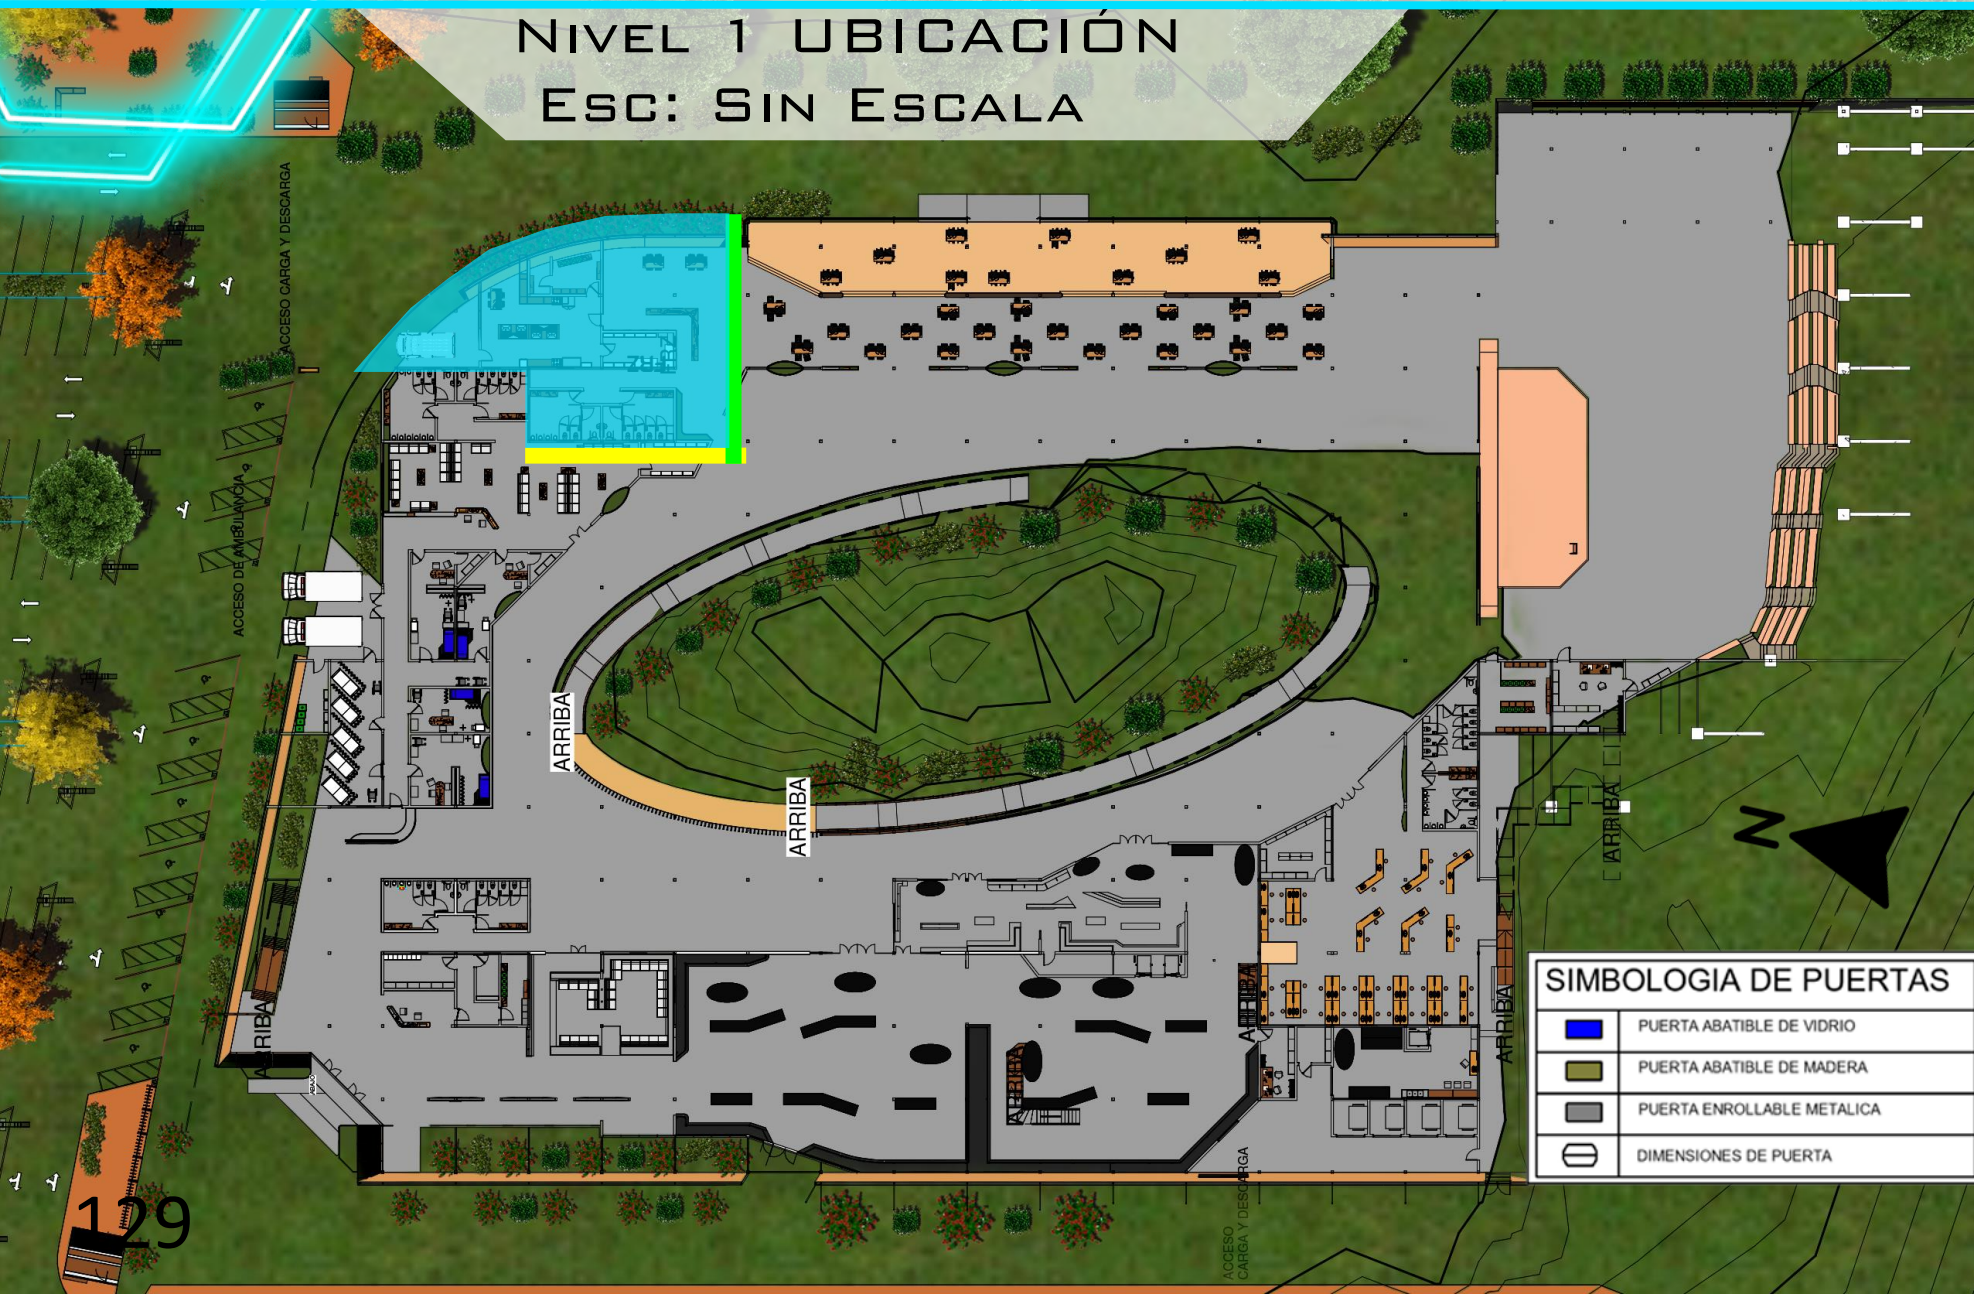 NIVEL 1 UBICACIÓN
ESC: SIN ESCALA
ACCESO CARGA Y DESCARGA
ACCESO DE AMBULANCIA
ARRIBA
ARRIBA
ARRIBA
N
ARRIBA
ARRIBA
ARRIBA
ABAJO
SIMBOLOGIA DE PUERTAS
PUERTA ABATIBLE DE VIDRIO
PUERTA ABATIBLE DE MADERA
PUERTA ENROLLABLE METALICA
DIMENSIONES DE PUERTA
ACCESO
CARGA Y DESCARGA
129